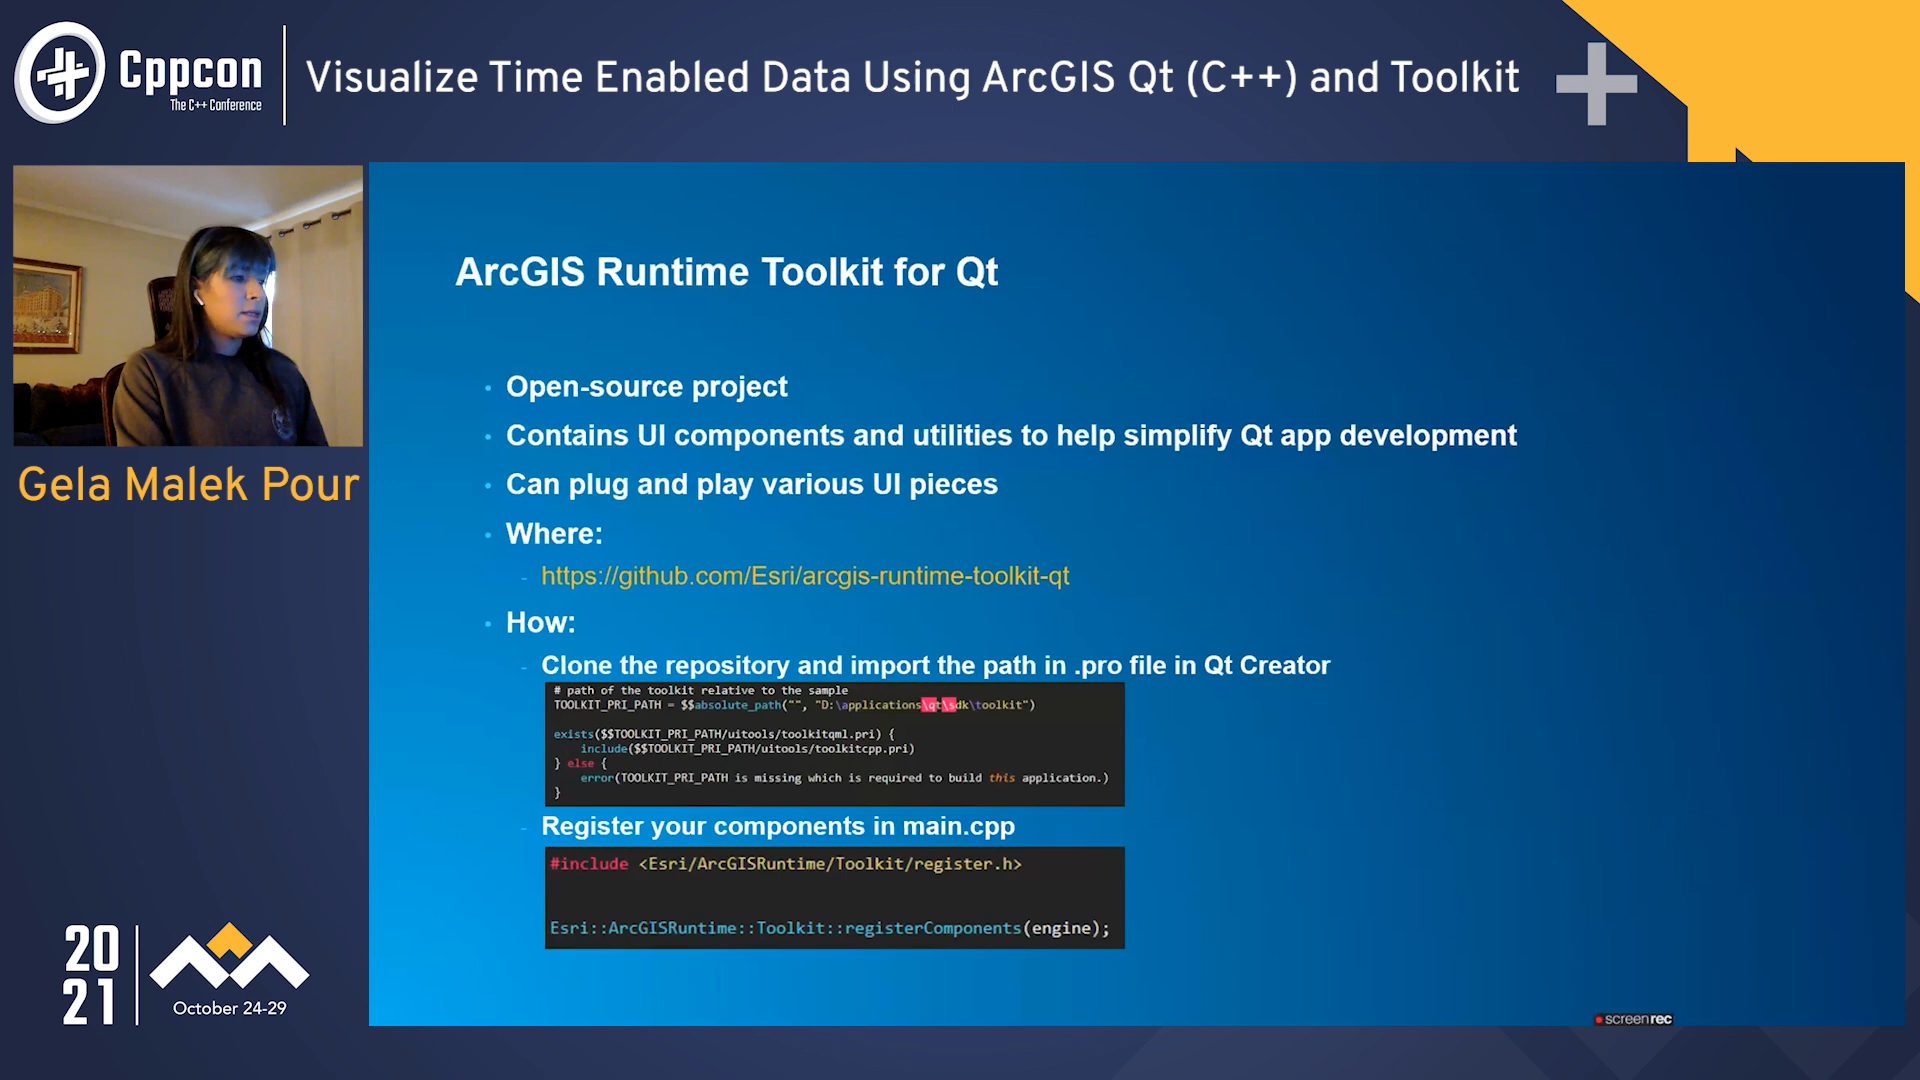 Cppcon
The C++ Conference
Visualize Time Enabled Data Using ArcGIS Qt (C++) and Toolkit
Gela Malek Pour
ArcGIS Runtime Toolkit for Qt
Open-source project
Contains UI components and utilities to help simplify Qt app development
Can plug and play various UI pieces
Where:
https://github.com/Esri/arcgis-runtime-toolkit-qt
How:
Clone the repository and import the path in .pro file in Qt Creator
# path of the toolkit relative to the sample
TOOLKIT_PRI_PATH = $$absolute_path("", "D:\applications\qt\sdk\toolkit")
exists($$TOOLKIT_PRI_PATH/uitools/toolkitqml.pri) {
include($$TOOLKIT_PRI_PATH/uitools/toolkitcpp.pri)
} else {
error(TOOLKIT_PRI_PATH is missing which is required to build this application.)
}
Register your components in main.cpp
#include <Esri/ArcGISRuntime/Toolkit/register.h>
Esri::ArcGISRuntime::Toolkit::registerComponents(engine);
20
21
October 24-29
screenrec